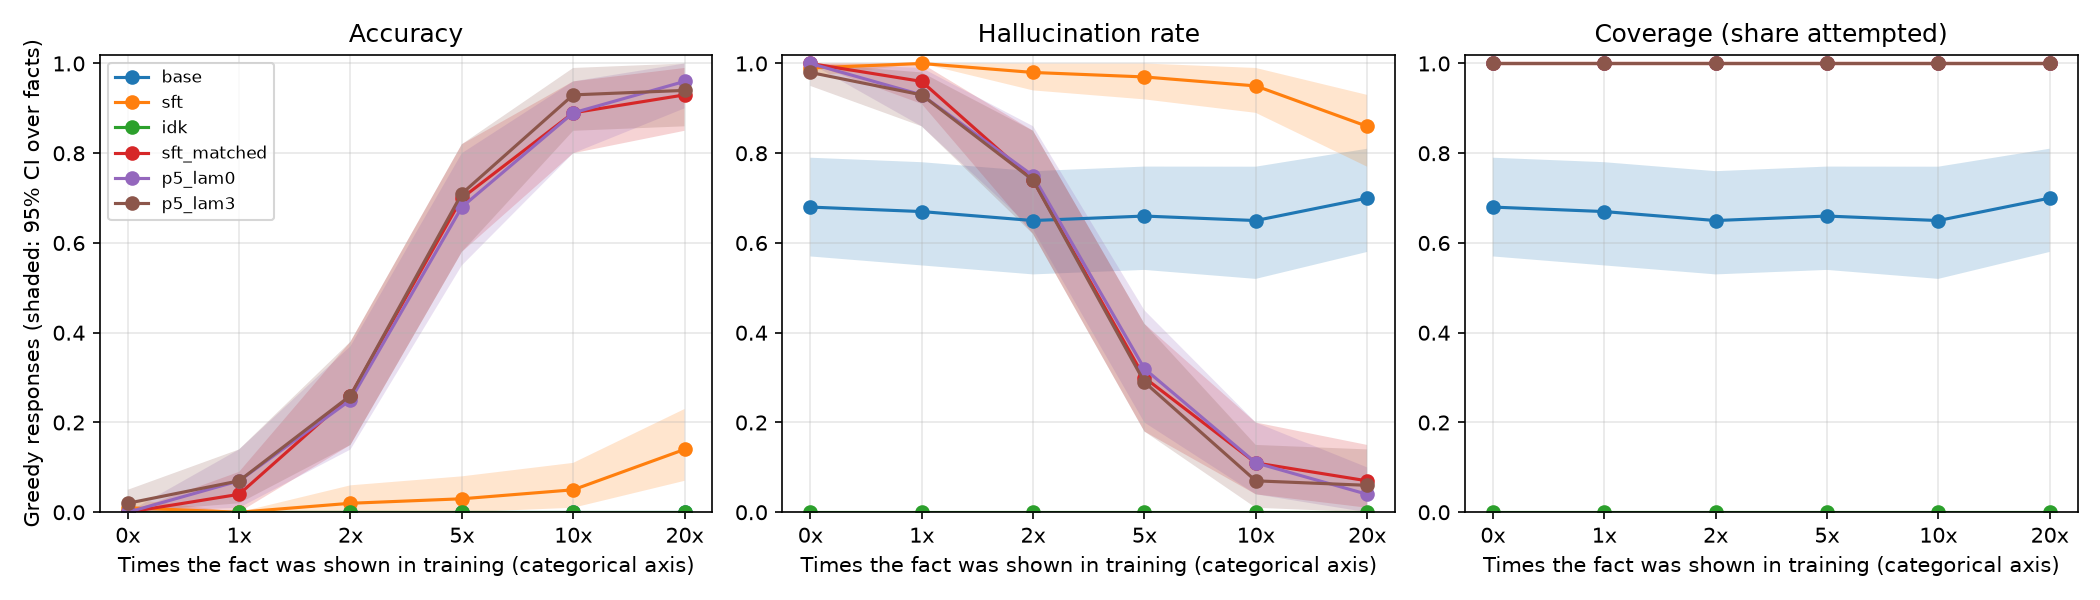 Accuracy
Greedy responses (shaded: 95% CI over facts)
1.0
0.8
0.6
0.4
0.2
0.0
base
sft
idk
sft_matched
p5_lam0
p5_lam3
0x 1x 2x 5x 10x 20x
Times the fact was shown in training (categorical axis)
Hallucination rate
1.0
0.8
0.6
0.4
0.2
0.0
0x 1x 2x 5x 10x 20x
Times the fact was shown in training (categorical axis)
Coverage (share attempted)
1.0
0.8
0.6
0.4
0.2
0.0
0x 1x 2x 5x 10x 20x
Times the fact was shown in training (categorical axis)